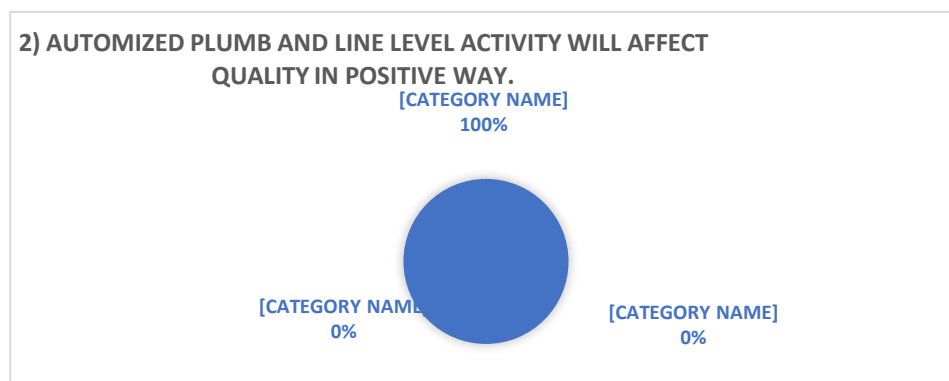 2) AUTOMIZED PLUMB AND LINE LEVEL ACTIVITY WILL AFFECT
QUALITY IN POSITIVE WAY.
[CATEGORY NAME]
100%
[CATEGORY NAME]
0%
[CATEGORY NAME]
0%